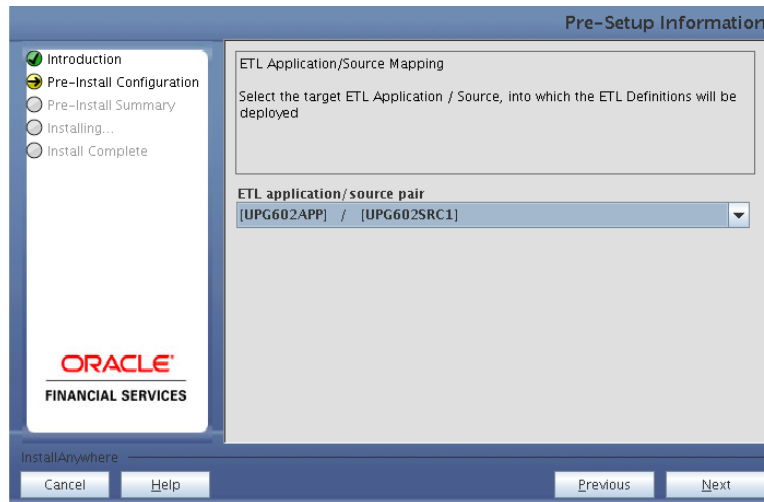 Pre-Setup Information
Introduction
Pre-Install Configuration
Pre-Install Summary
Installing...
Install Complete
ETL Application/Source Mapping
Select the target ETL Application / Source, into which the ETL Definitions will be
deployed
ETL application/source pair
[UPG602APP] / [UPG602SRC1]
ORACLE
FINANCIAL SERVICES
InstallAnywhere
Cancel
Help
Previous
Next